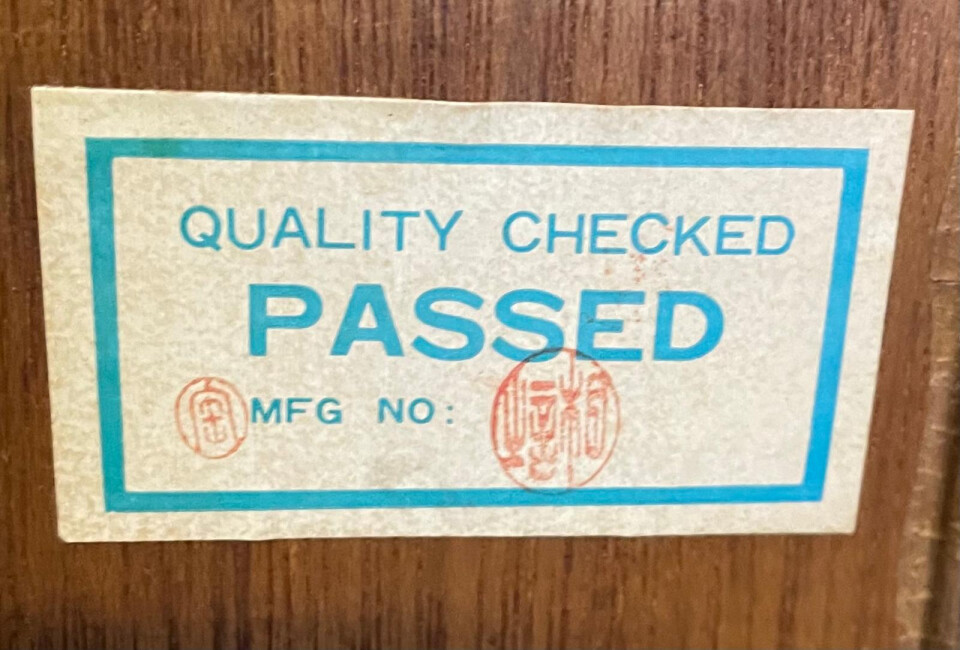 QUALITY CHECKED
PASSED
MFG NO: